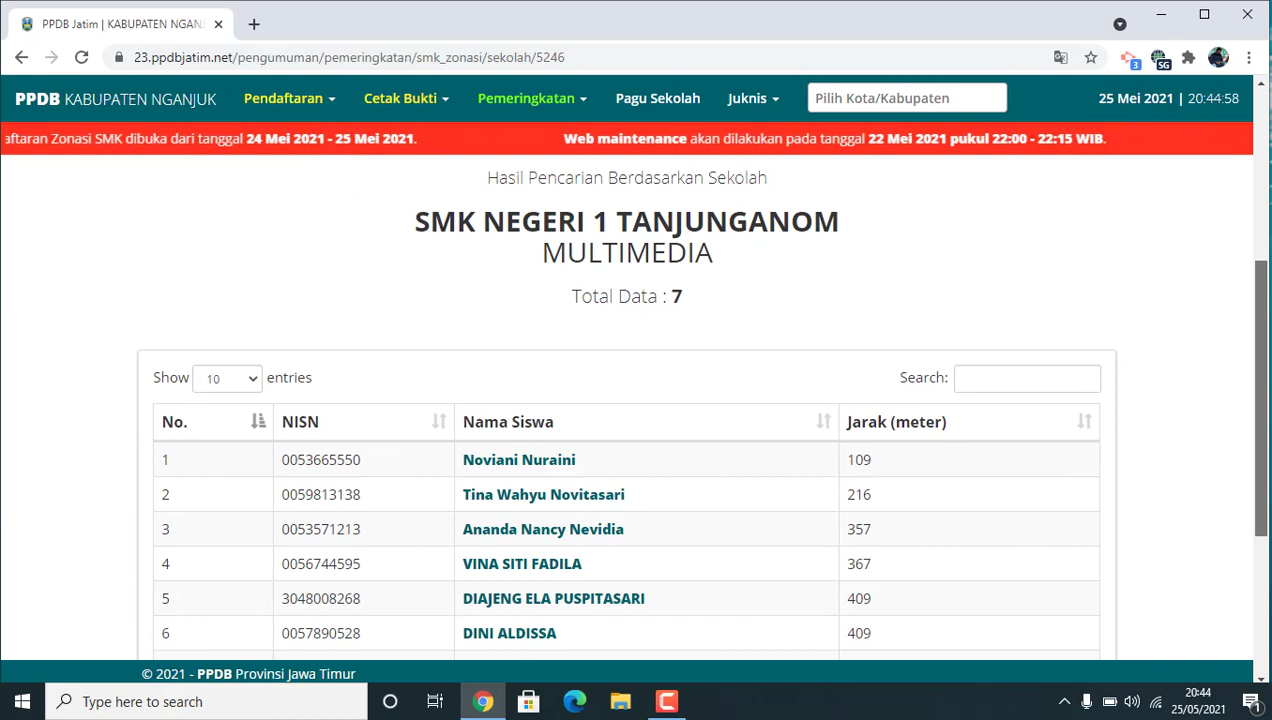 PPDB Jatim | KABUPATEN NGANJ
23.ppdbjatim.net/pengumuman/pemeringkatan/smk_zonasi/sekolah/5246
3
SG
PPDB KABUPATEN NGANJUK Pendaftaran Cetak Bukti Pemeringkatan Pagu Sekolah Juknis Pilih Kota/Kabupaten 25 Mei 2021 | 20:44:58
aftaran Zonasi SMK dibuka dari tanggal 24 Mei 2021 - 25 Mei 2021. Web maintenance akan dilakukan pada tanggal 22 Mei 2021 pukul 22:00 - 22:15 WIB.
Hasil Pencarian Berdasarkan Sekolah
SMK NEGERI 1 TANJUNGANOM
MULTIMEDIA
Total Data : 7
Show 10 entries Search:
No. NISN Nama Siswa Jarak (meter)
1 0053665550 Noviani Nuraini 109
2 0059813138 Tina Wahyu Novitasari 216
3 0053571213 Ananda Nancy Nevidia 357
4 0056744595 VINA SITI FADILA 367
5 3048008268 DIAJENG ELA PUSPITASARI 409
6 0057890528 DINI ALDISSA 409
© 2021 - PPDB Provinsi Jawa Timur
Type here to search
20:44
25/05/2021
1